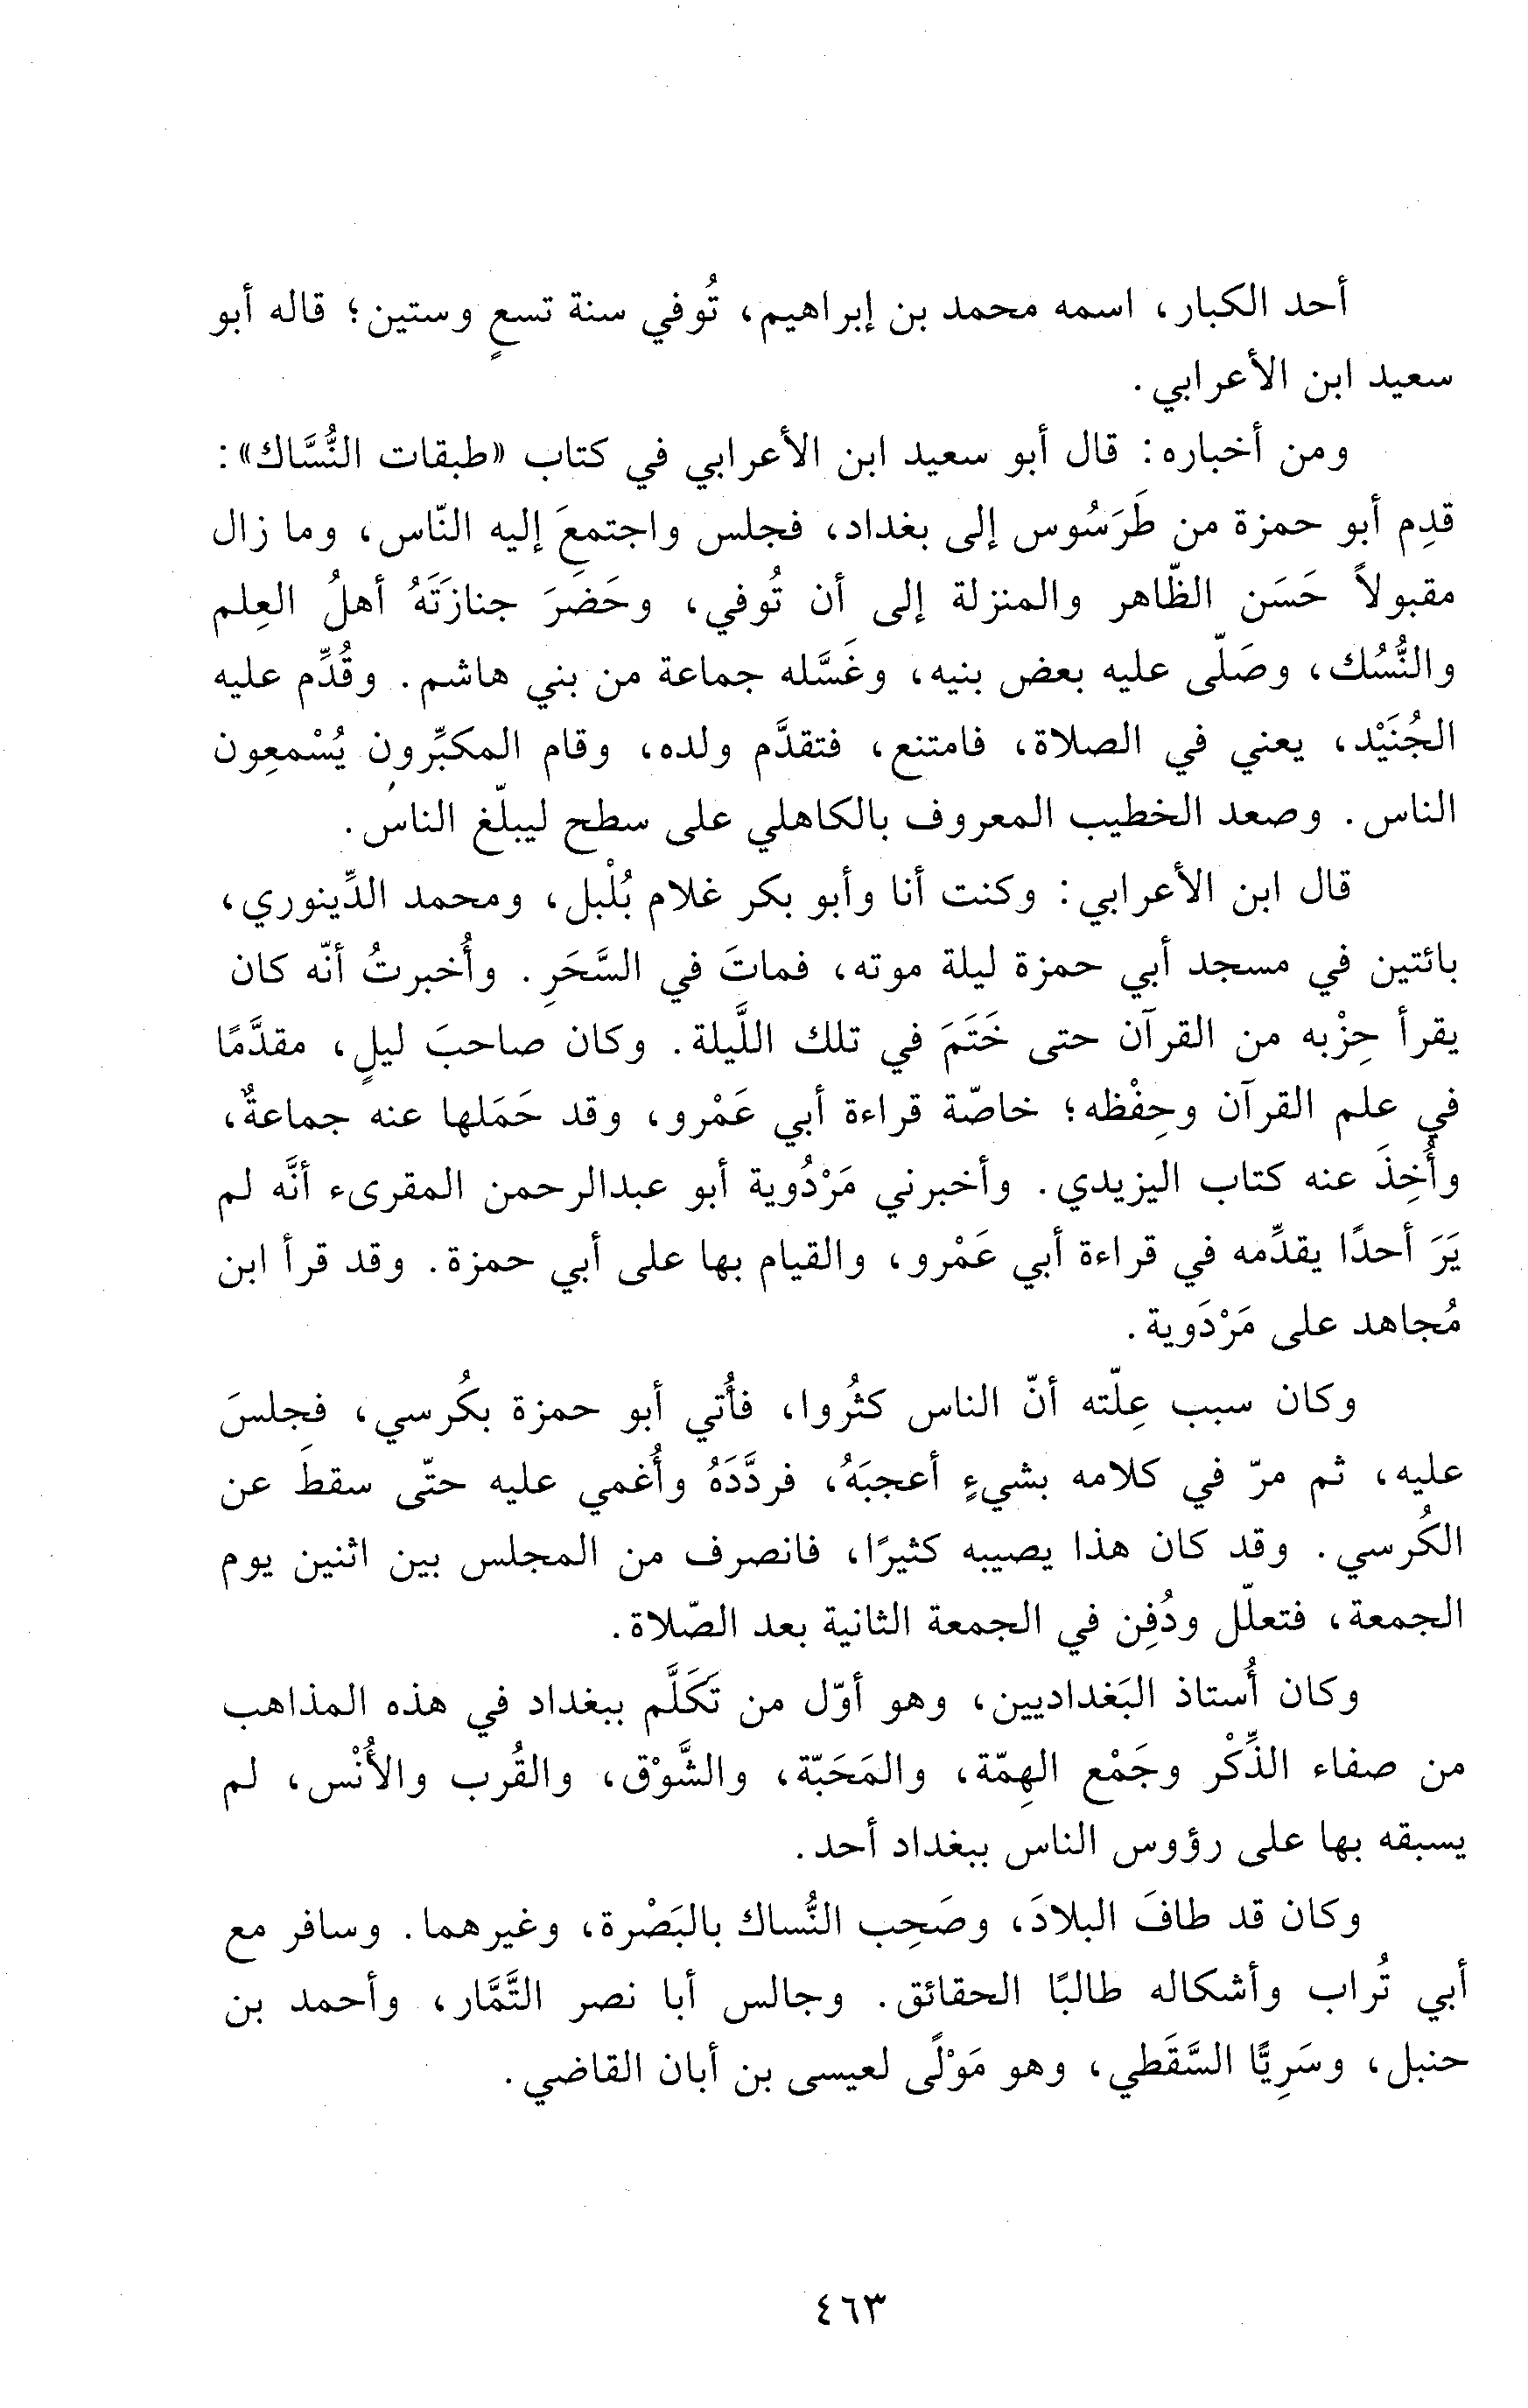 أحد الكبار، اسمه محمد بن إبراهيم، تُوفي سنة تسعٍ وستين؛ قاله أبو
سعيد ابن الأعرابي.
ومن أخباره: قال أبو سعيد ابن الأعرابي في كتاب «طبقات النُّسَّاك»:
قدِم أبو حمزة من طَرَسُوس إلى بغداد، فجلس واجتمعَ إليه النّاس، وما زال
مقبولاً حَسَن الظّاهر والمنزلة إلى أن تُوفي، وحَضَرَ جنازَتَهُ أهلُ العِلم
والنُّسُك، وصَلّى عليه بعض بنيه، وغَسَّله جماعة من بني هاشم. وقُدِّم عليه
الجُنَيْد، يعني في الصلاة، فامتنع، فتقدَّم ولده، وقام المكبِّرون يُسْمعِون
الناس. وصعد الخطيب المعروف بالكاهلي على سطح ليبلّغ الناس.
قال ابن الأعرابي: وكنت أنا وأبو بكر غلام بُلْبل، ومحمد الدِّينوري،
بائتين في مسجد أبي حمزة ليلة موته، فماتَ في السَّحَرِ. وأُخبرتُ أنّه كان
يقرأ حِزْبه من القرآن حتى خَتَمَ في تلك اللَّيلة. وكان صاحبَ ليلٍ، مقدَّمًا
في علم القرآن وحِفْظه؛ خاصّة قراءة أبي عَمْرو، وقد حَمَلها عنه جماعةٌ،
وأُخِذَ عنه كتاب اليزيدي. وأخبرني مَرْدُوية أبو عبدالرحمن المقرىء أنَّه لم
يَرَ أحدًا يقدِّمه في قراءة أبي عَمْرو، والقيام بها على أبي حمزة. وقد قرأ ابن
مُجاهد على مَرْدَوية.
وكان سبب عِلّته أنّ الناس كثُروا، فأُتي أبو حمزة بكُرسي، فجلسَ
عليه، ثم مرّ في كلامه بشيءٍ أعجبَهُ، فردَّدَهُ وأُغمي عليه حتّى سقطَ عن
الكُرسي. وقد كان هذا يصيبه كثيرًا، فانصرف من المجلس بين اثنين يوم
الجمعة، فتعلّل ودُفِن في الجمعة الثانية بعد الصّلاة.
وكان أُستاذ البَغداديين، وهو أوّل من تَكَلَّم ببغداد في هذه المذاهب
من صفاء الذِّكْر وجَمْع الهِمّة، والمَحَبّة، والشَّوْق، والقُرب والأُنْس، لم
يسبقه بها على رؤوس الناس ببغداد أحد.
وكان قد طافَ البلادَ، وصَحِب النُّساك بالبَصْرة، وغيرهما. وسافر مع
أبي تُراب وأشكاله طالبًا الحقائق. وجالس أبا نصر التَّمَّار، وأحمد بن
حنبل، وسَرِيًّا السَّقَطي، وهو مَوْلًى لعيسى بن أبان القاضي.
٤٦٣